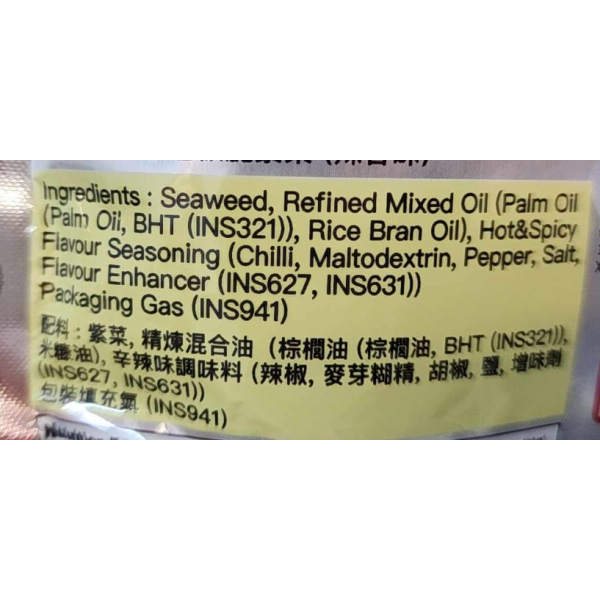 Ingredients : Seaweed, Refined Mixed Oil (Palm Oil
(Palm Oil, BHT (INS321)), Rice Bran Oil), Hot&Spicy
Flavour Seasoning (Chilli, Maltodextrin, Pepper, Salt,
Flavour Enhancer (INS627, INS631))
Packaging Gas (INS941)
配料 : 紫菜, 精煉混合油 (棕櫚油 (棕櫚油, BHT (INS321)),
米糠油), 辛辣味調味料 (辣椒, 麥芽糊精, 胡椒, 鹽, 增味劑
(INS627, INS631))
包裝填充氣 (INS941)